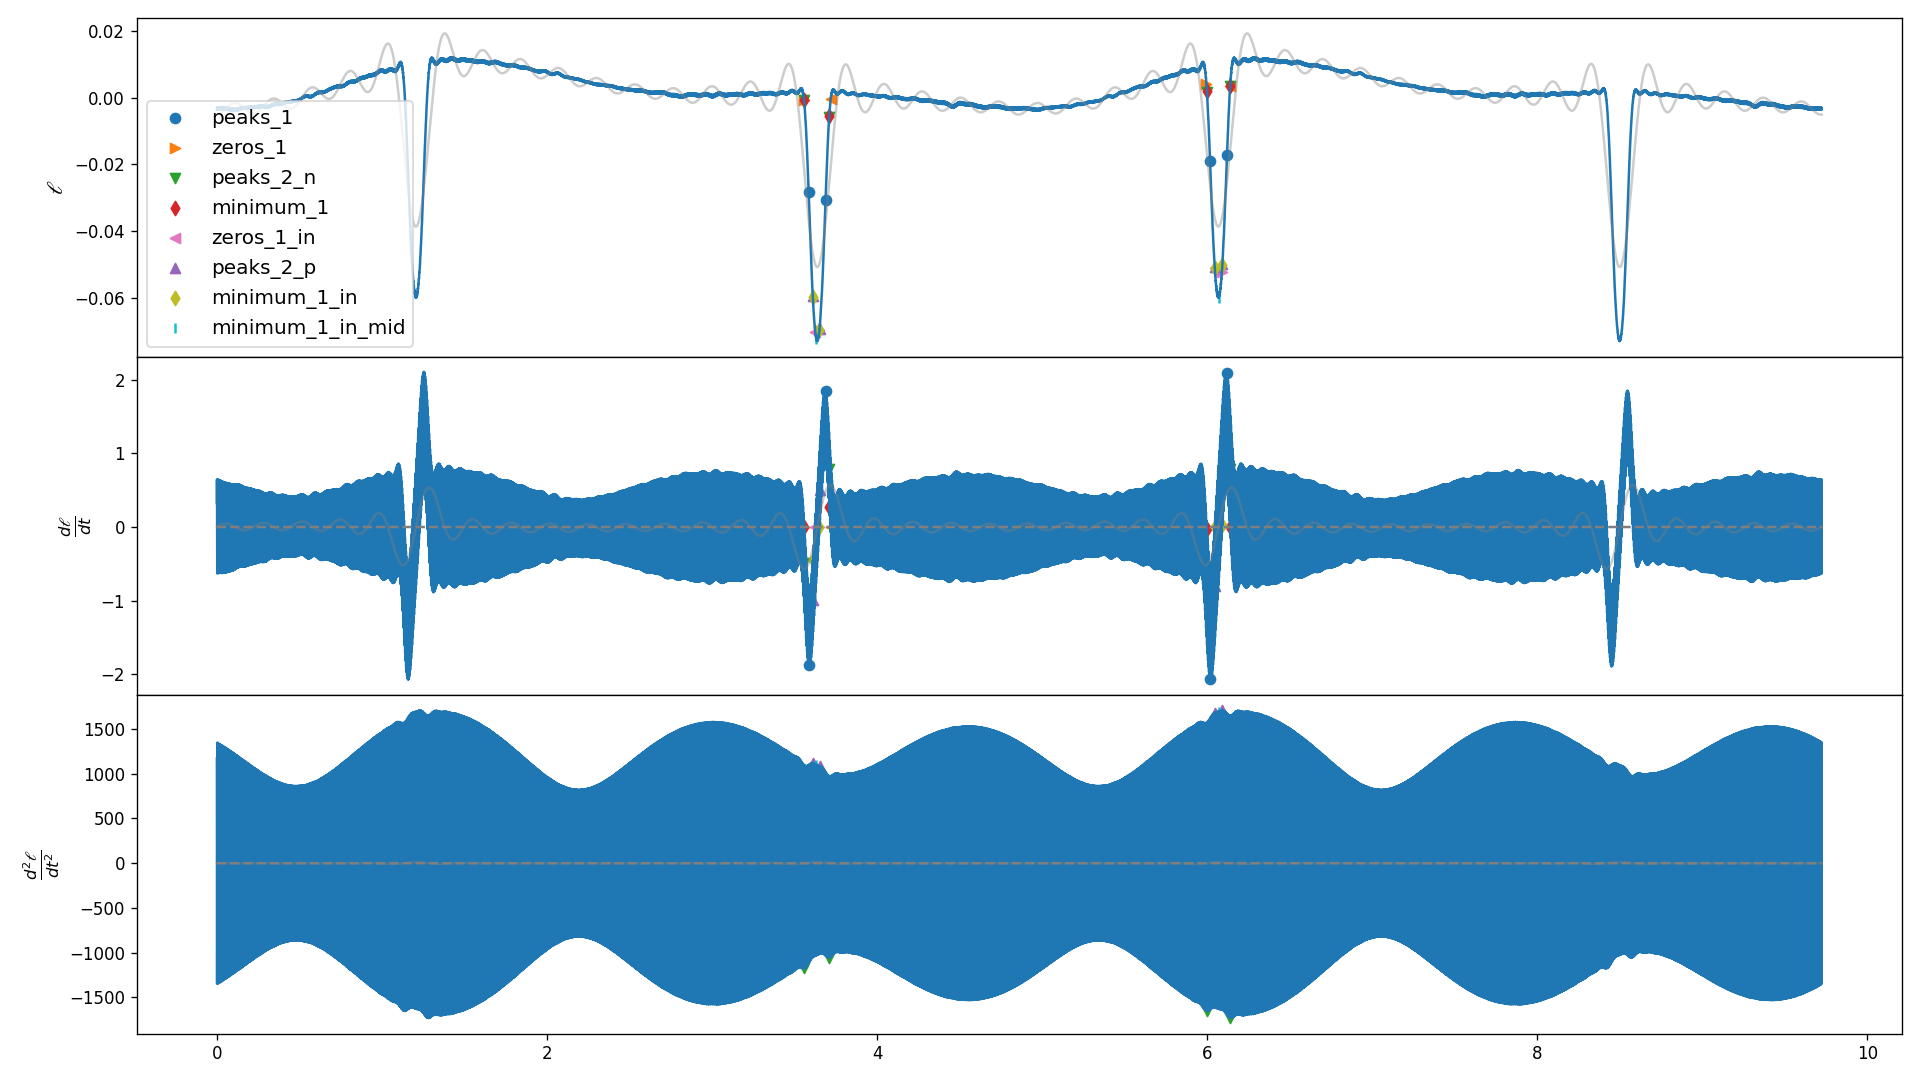 0.02
0.00
−0.02
−0.04
−0.06
ℓ
peaks_1
zeros_1
peaks_2_n
minimum_1
zeros_1_in
peaks_2_p
minimum_1_in
minimum_1_in_mid
2
1
0
−1
−2
dℓ
dt
1500
1000
500
0
−500
−1000
−1500
d²ℓ
dt²
0 2 4 6 8 10